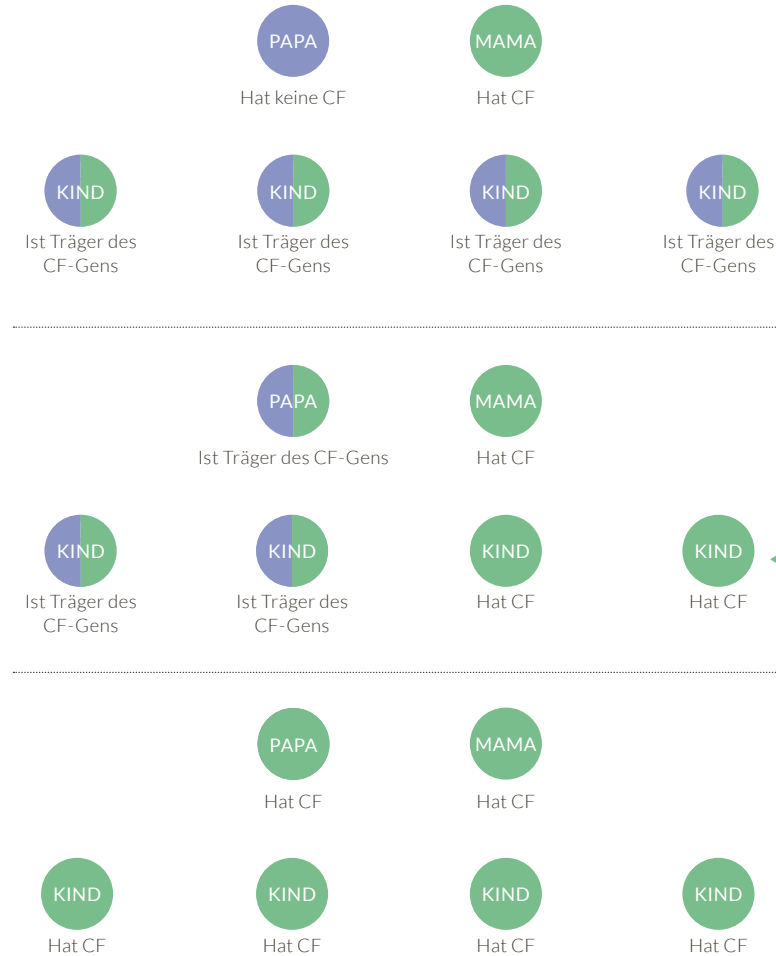 PAPA MAMA
Hat keine CF Hat CF
KIND KIND KIND KIND
Ist Träger des Ist Träger des Ist Träger des Ist Träger des
CF-Gens CF-Gens CF-Gens CF-Gens
PAPA MAMA
Ist Träger des CF-Gens Hat CF
KIND KIND KIND KIND
Ist Träger des Ist Träger des Hat CF Hat CF
CF-Gens CF-Gens
PAPA MAMA
Hat CF Hat CF
KIND KIND KIND KIND
Hat CF Hat CF Hat CF Hat CF